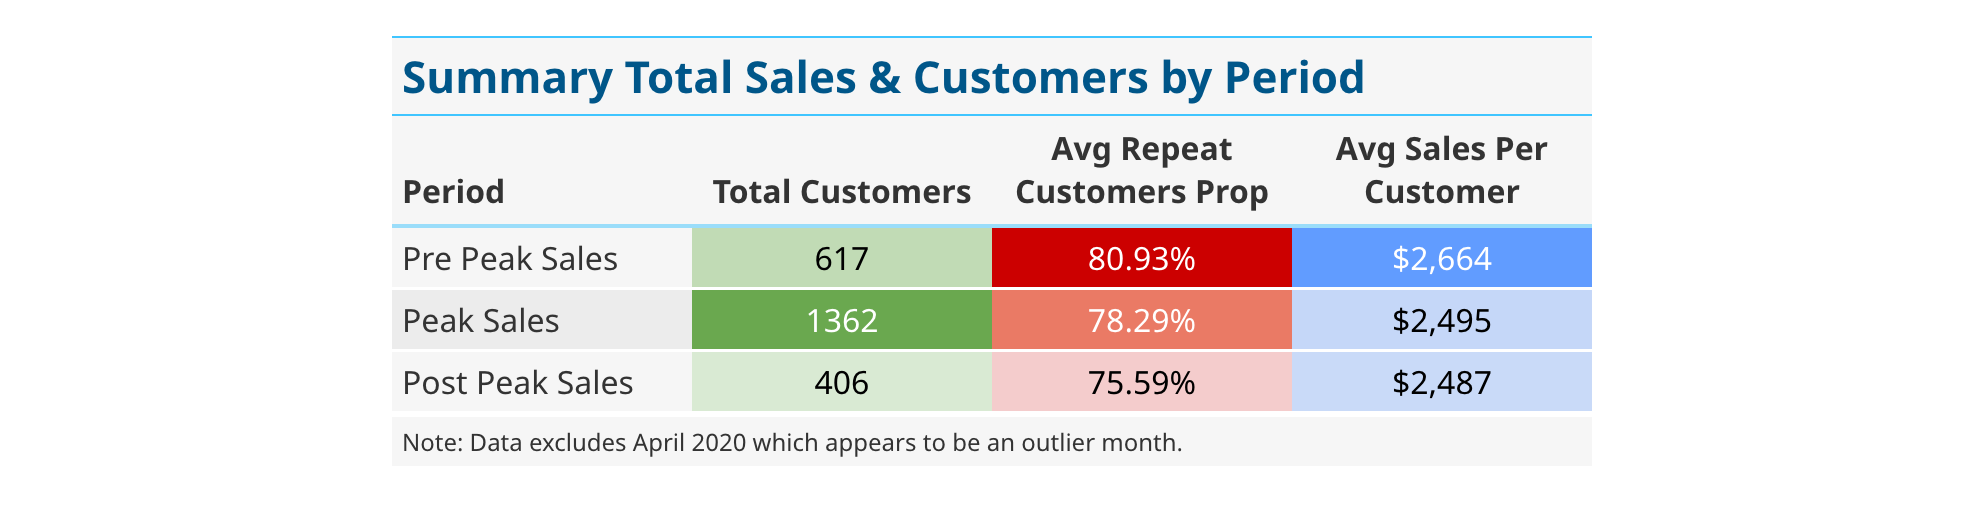 Summary Total Sales & Customers by Period
Period Total Customers Avg Repeat Customers Prop Avg Sales Per Customer
Pre Peak Sales 617 80.93% $2,664
Peak Sales 1362 78.29% $2,495
Post Peak Sales 406 75.59% $2,487
Note: Data excludes April 2020 which appears to be an outlier month.